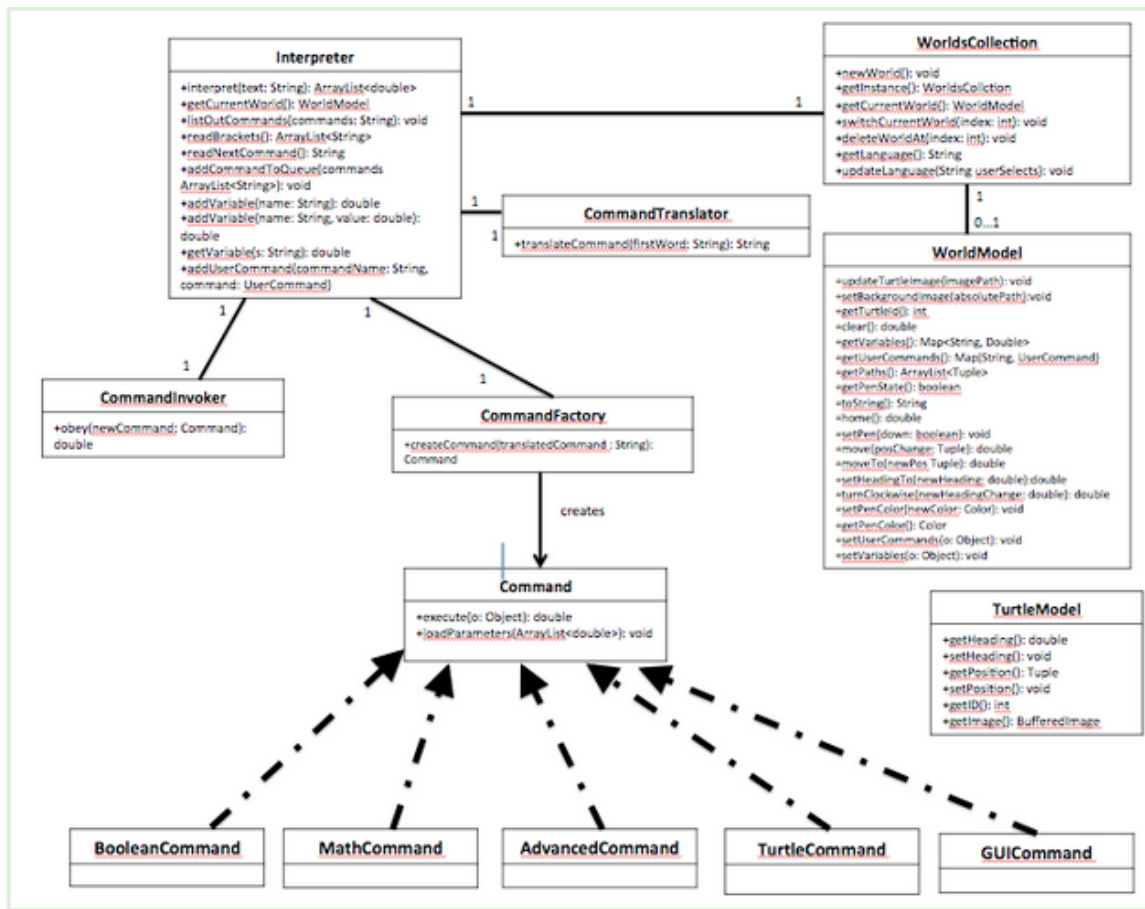 Interpreter
+interpret(text: String): ArrayList<double>
+getCurrentWorld(): WorldModel
+listOutCommands(commands: String): void
+readBrackets(): ArrayList<String>
+readNextCommand(): String
+addCommandToQueue(commands
ArrayList<String>): void
+addVariable(name: String): double
+addVariable(name: String, value: double):
double
+getVariable(s: String): double
+addUserCommand(commandName: String,
command: UserCommand)
WorldsCollection
+newWorld(): void
+getInstance(): WorldsCollction
+getCurrentWorld(): WorldModel
+switchCurrentWorld(index: int): void
+deleteWorldAt(index: int): void
+getLanguage(): String
+updateLanguage(String userSelects): void
1
1
1
1
CommandTranslator
+translateCommand(firstWord: String): String
1
0...1
WorldModel
+updateTurtleImage(imagePath): void
+setBackgroundImage(absolutePath):void
+getTurtleId(): int
+clear(): double
+getVariables(): Map<String, Double>
+getUserCommands(): Map(String, UserCommand)
+getPaths(): ArrayList<Tuple>
+getPenState(): boolean
+toString(): String
+home(): double
+setPen(down: boolean): void
+move(posChange: Tuple): double
+moveTo(newPos Tuple): double
+setHeadingTo(newHeading: double):double
+turnClockwise(newHeadingChange: double): double
+setPenColor(newColor: Color): void
+getPenColor(): Color
+setUserCommands(o: Object): void
+setVariables(o: Object): void
1
1
1
1
CommandInvoker
+obey(newCommand: Command):
double
CommandFactory
+createCommand(translatedCommand : String):
Command
creates
Command
+execute(o: Object): double
+loadParameters(ArrayList<double>): void
TurtleModel
+getHeading(): double
+setHeading(): void
+getPosition(): Tuple
+setPosition(): void
+getID(): int
+getImage(): BufferedImage
BooleanCommand
MathCommand
AdvancedCommand
TurtleCommand
GUICommand